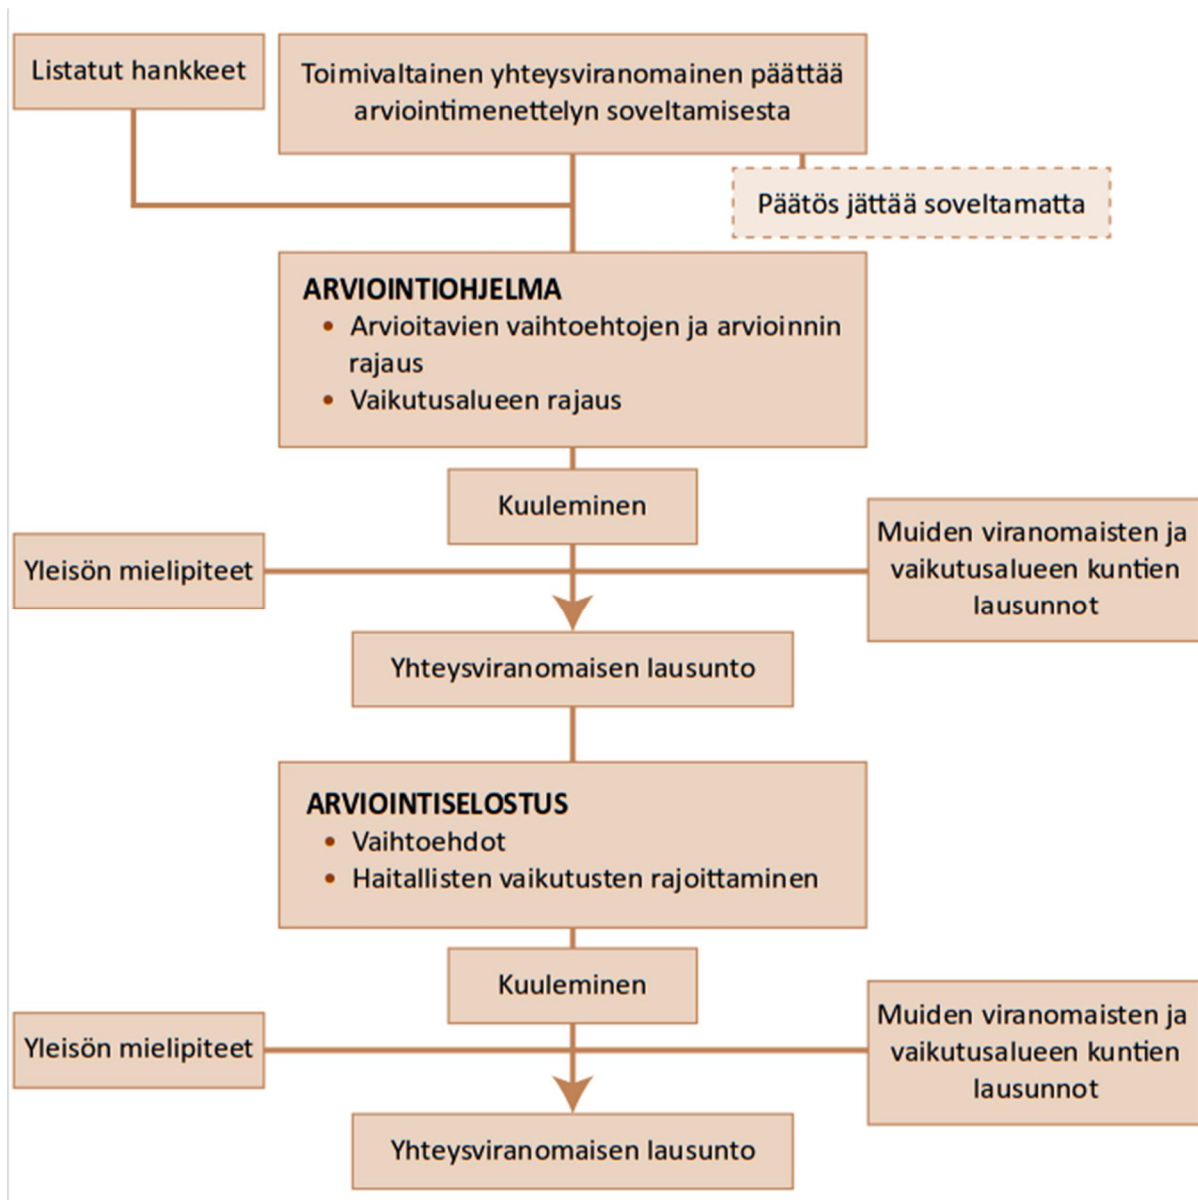 Listatut hankkeet
Toimivaltainen yhteysviranomainen päättää
arviointimenettelyn soveltamisesta
Päätös jättää soveltamatta
ARVIOINTIOHJELMA
• Arvioitavien vaihtoehtojen ja arvioinnin
rajaus
• Vaikutusalueen rajaus
Kuuleminen
Yleisön mielipiteet
Muiden viranomaisten ja
vaikutusalueen kuntien
lausunnot
Yhteysviranomaisen lausunto
ARVIOINTISELOSTUS
• Vaihtoehdot
• Haitallisten vaikutusten rajoittaminen
Kuuleminen
Yleisön mielipiteet
Muiden viranomaisten ja
vaikutusalueen kuntien
lausunnot
Yhteysviranomaisen lausunto